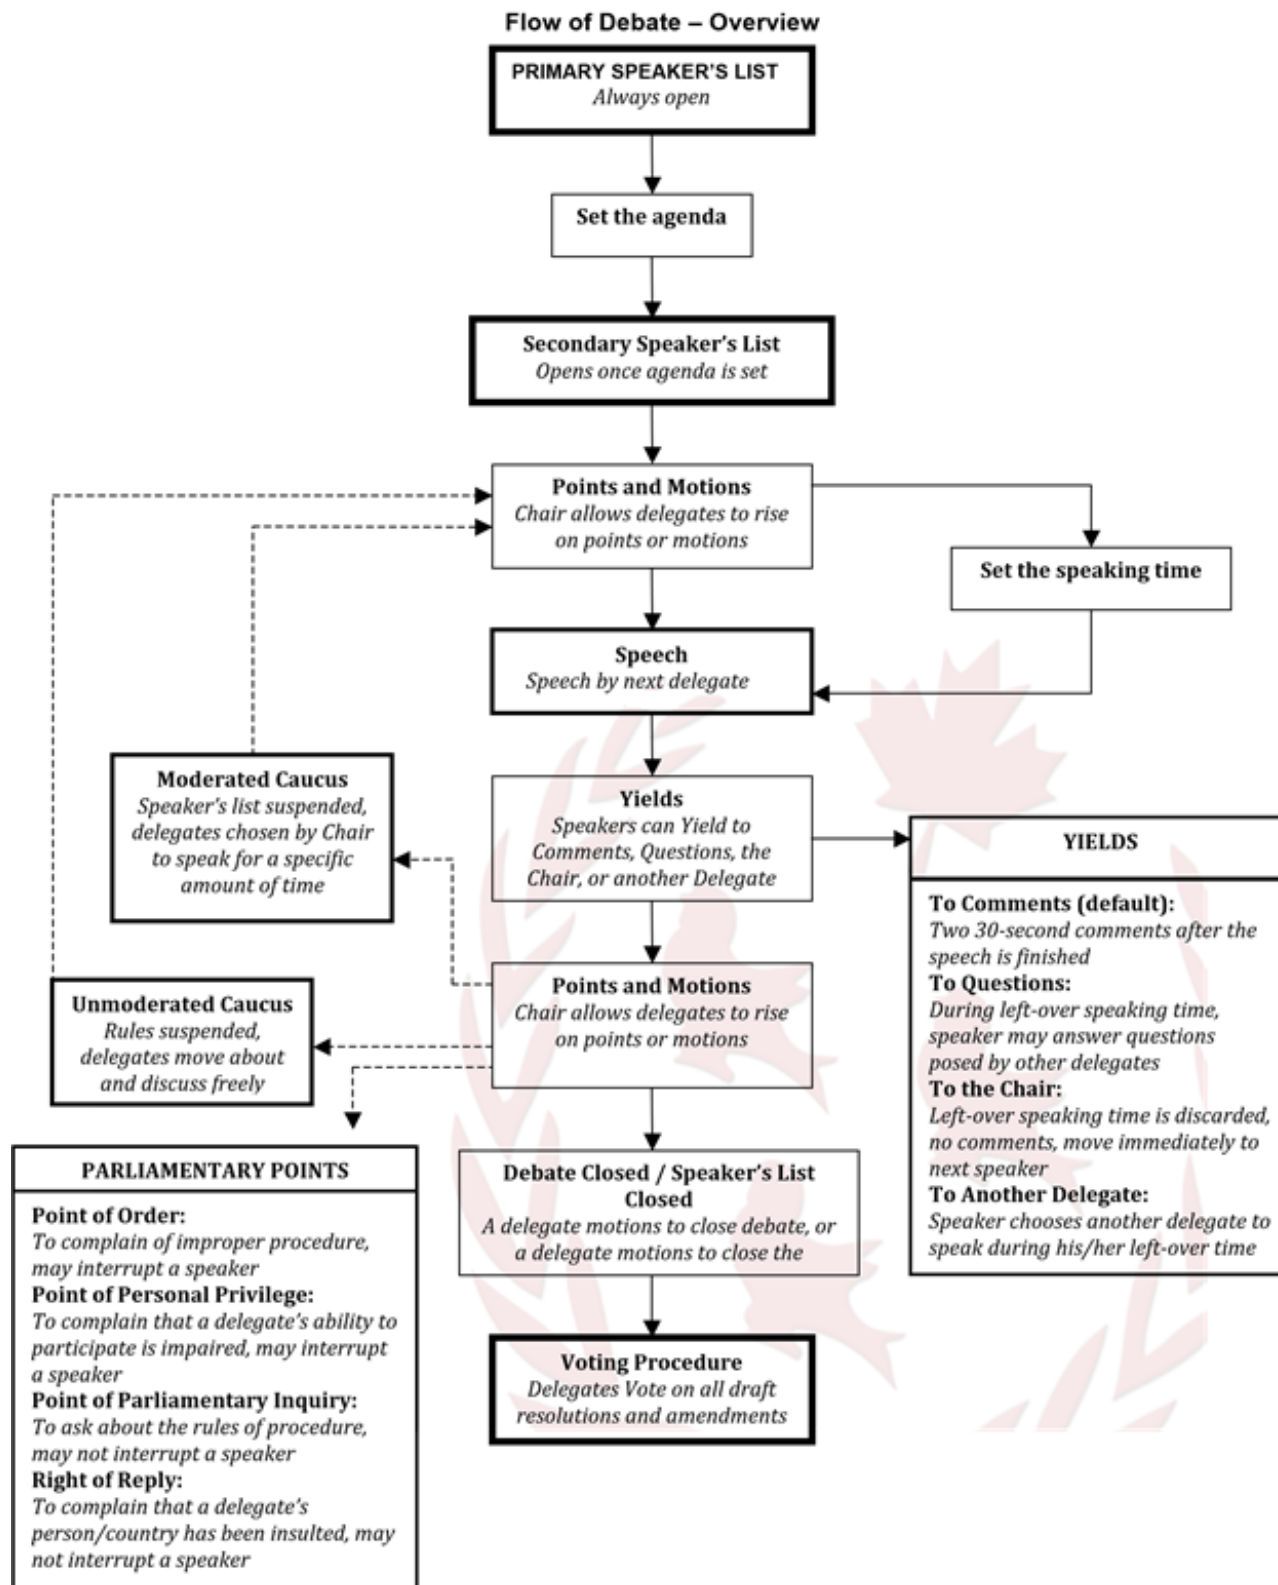 Flow of Debate – Overview
PRIMARY SPEAKER'S LIST
Always open
Set the agenda
Secondary Speaker's List
Opens once agenda is set
Points and Motions
Chair allows delegates to rise
on points or motions
Set the speaking time
Speech
Speech by next delegate
Moderated Caucus
Speaker's list suspended,
delegates chosen by Chair
to speak for a specific
amount of time
Yields
Speakers can Yield to
Comments, Questions, the
Chair, or another Delegate
YIELDS
To Comments (default):
Two 30-second comments after the
speech is finished
To Questions:
During left-over speaking time,
speaker may answer questions
posed by other delegates
To the Chair:
Left-over speaking time is discarded,
no comments, move immediately to
next speaker
To Another Delegate:
Speaker chooses another delegate to
speak during his/her left-over time
Unmoderated Caucus
Rules suspended,
delegates move about
and discuss freely
Points and Motions
Chair allows delegates to rise
on points or motions
PARLIAMENTARY POINTS
Point of Order:
To complain of improper procedure,
may interrupt a speaker
Point of Personal Privilege:
To complain that a delegate's ability to
participate is impaired, may interrupt
a speaker
Point of Parliamentary Inquiry:
To ask about the rules of procedure,
may not interrupt a speaker
Right of Reply:
To complain that a delegate's
person/country has been insulted, may
not interrupt a speaker
Debate Closed / Speaker's List
Closed
A delegate motions to close debate, or
a delegate motions to close the
Voting Procedure
Delegates Vote on all draft
resolutions and amendments